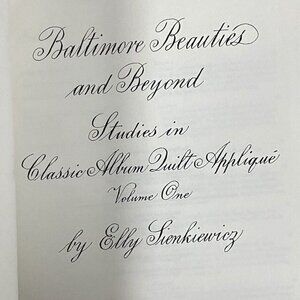 Baltimore Beauties
and Beyond
Studies in
Classic Album Quilt Appliqué
Volume One
by Elly Sienkiewicz